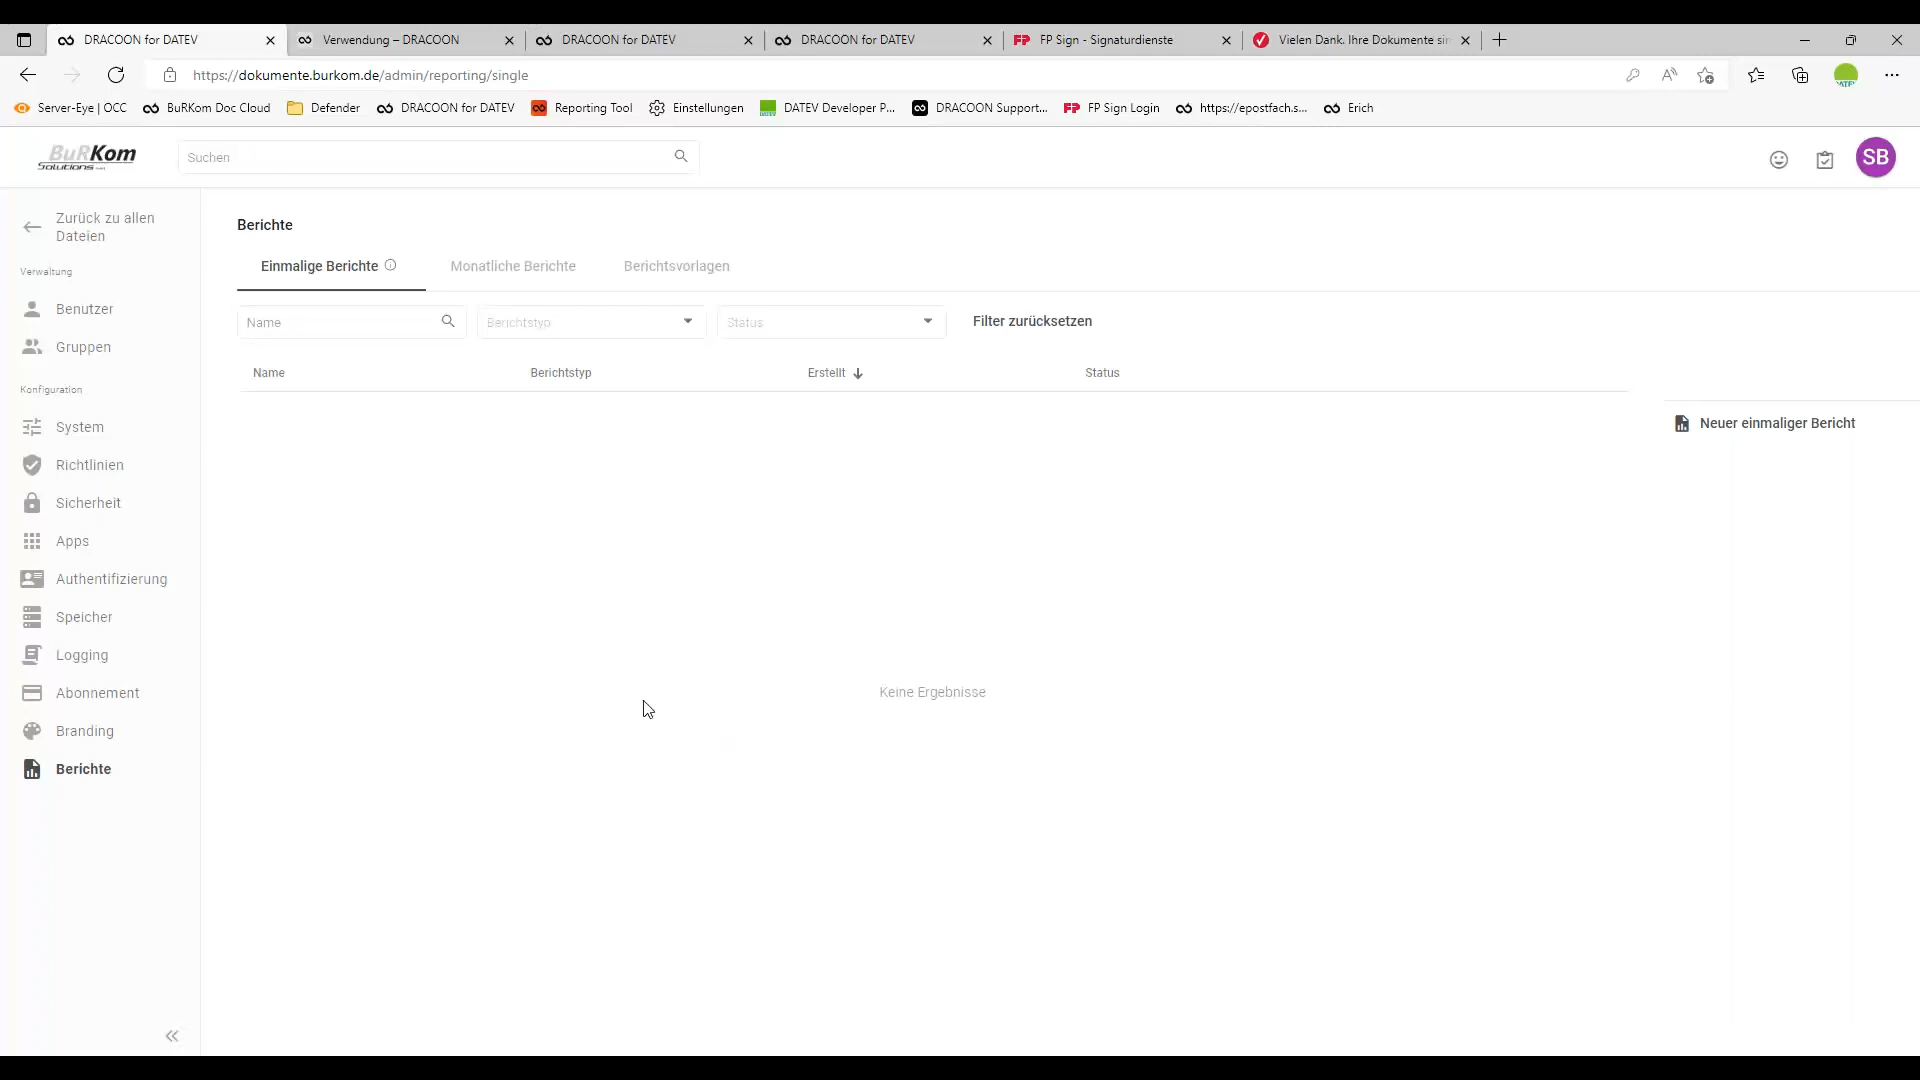 DRACOON for DATEV
Verwendung – DRACOON
DRACOON for DATEV
DRACOON for DATEV
FP Sign - Signaturdienste
Vielen Dank. Ihre Dokumente sin
https://dokumente.burkom.de/admin/reporting/single
Server-Eye | OCC
BuRKom Doc Cloud
Defender
DRACOON for DATEV
Reporting Tool
Einstellungen
DATEV Developer P...
DRACOON Support...
FP Sign Login
https://epostfach.s...
Erich
BuRKom
Solutions
Suchen
SB
Zurück zu allen
Dateien
Verwaltung
Benutzer
Gruppen
Konfiguration
System
Richtlinien
Sicherheit
Apps
Authentifizierung
Speicher
Logging
Abonnement
Branding
Berichte
Berichte
Einmalige Berichte
Monatliche Berichte
Berichtsvorlagen
Name
Berichtstyp
Status
Filter zurücksetzen
Name
Berichtstyp
Erstellt
Status
Keine Ergebnisse
Neuer einmaliger Bericht